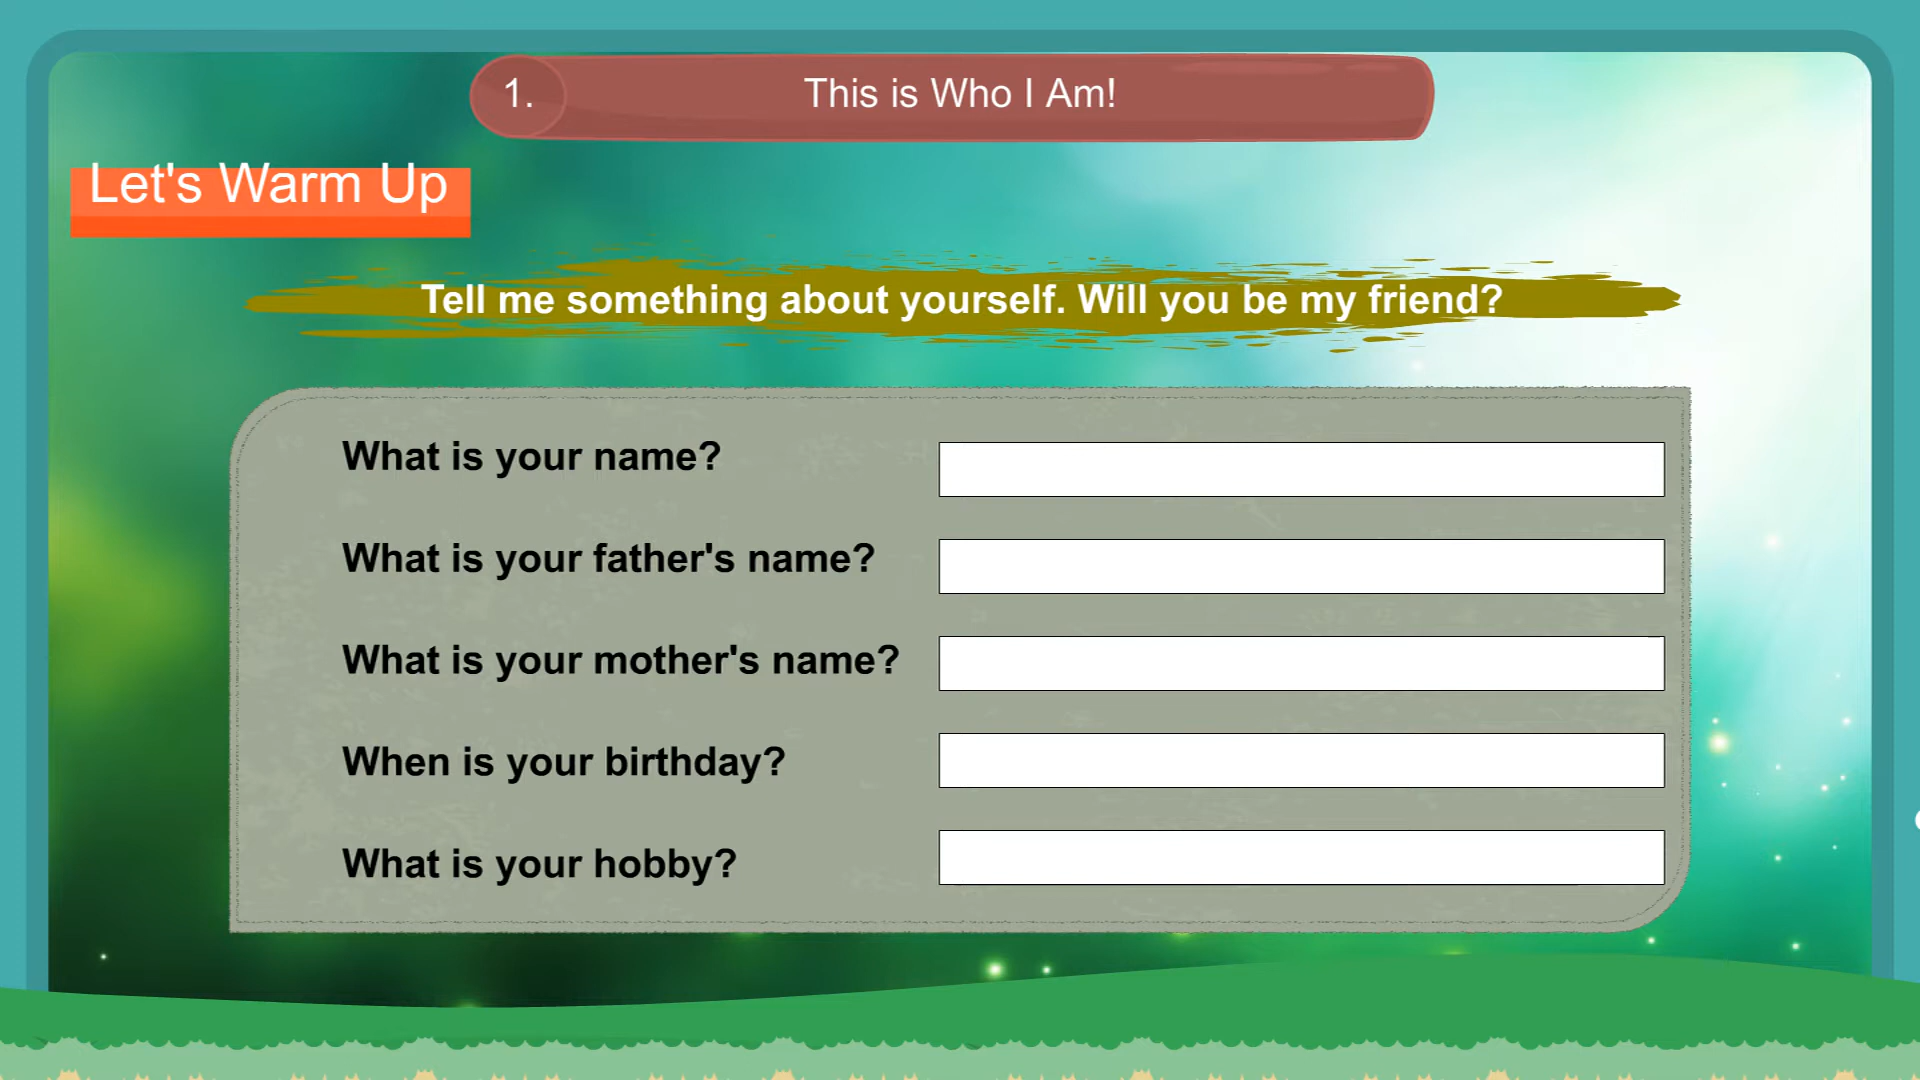 1. This is Who I Am!
Let's Warm Up
Tell me something about yourself. Will you be my friend?
What is your name?
What is your father's name?
What is your mother's name?
When is your birthday?
What is your hobby?